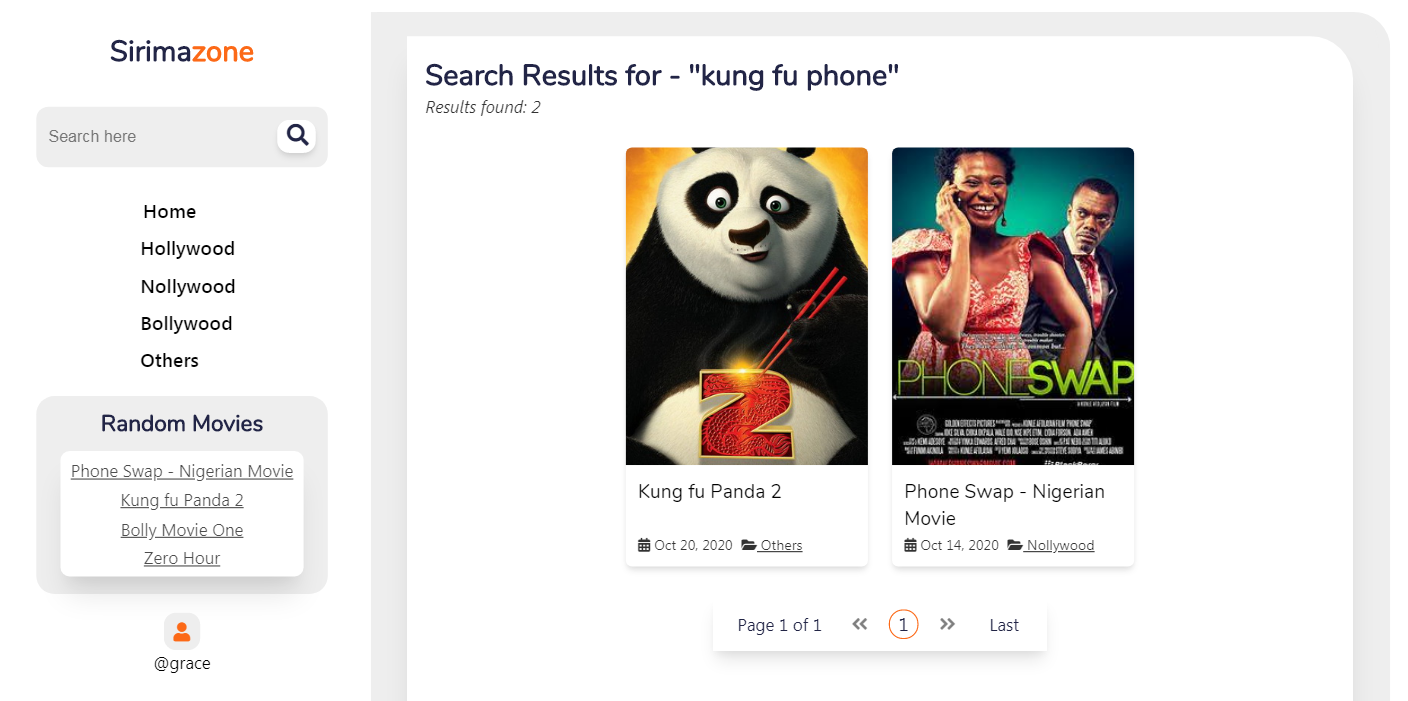 Sirimazone
Search here
Home
Hollywood
Nollywood
Bollywood
Others
Random Movies
Phone Swap - Nigerian Movie
Kung fu Panda 2
Bolly Movie One
Zero Hour
@grace
Search Results for - "kung fu phone"
Results found: 2
2
PHONESWAP
A KUNLE AFOLAYAN FILM
Kung fu Panda 2
Oct 20, 2020 Others
Phone Swap - Nigerian
Movie
Oct 14, 2020 Nollywood
Page 1 of 1 « 1 » Last